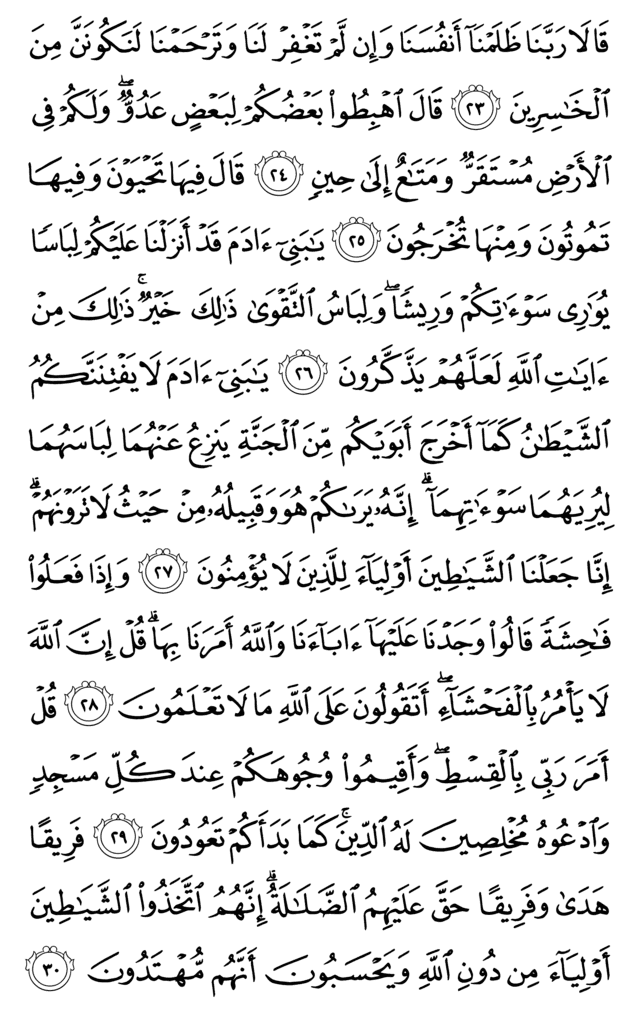 قَالَا رَبَّنَا ظَلَمْنَآ أَنفُسَنَا وَإِن لَّمْ تَغْفِرْ لَنَا وَتَرْحَمْنَا لَنَكُونَنَّ مِنَ
ٱلْخَٰسِرِينَ ٢٣ قَالَ ٱهْبِطُوا۟ بَعْضُكُمْ لِبَعْضٍ عَدُوٌّ ۖ وَلَكُمْ فِى
ٱلْأَرْضِ مُسْتَقَرٌّ وَمَتَٰعٌ إِلَىٰ حِينٍ ٢٤ قَالَ فِيهَا تَحْيَوْنَ وَفِيهَا
تَمُوتُونَ وَمِنْهَا تُخْرَجُونَ ٢٥ يَٰبَنِىٓ ءَادَمَ قَدْ أَنزَلْنَا عَلَيْكُمْ لِبَاسًا
يُوَٰرِى سَوْءَٰتِكُمْ وَرِيشًا ۖ وَلِبَاسُ ٱلتَّقْوَىٰ ذَٰلِكَ خَيْرٌ ۚ ذَٰلِكَ مِنْ
ءَايَٰتِ ٱللَّهِ لَعَلَّهُمْ يَذَّكَّرُونَ ٢٦ يَٰبَنِىٓ ءَادَمَ لَا يَفْتِنَنَّكُمُ
ٱلشَّيْطَٰنُ كَمَآ أَخْرَجَ أَبَوَيْكُم مِّنَ ٱلْجَنَّةِ يَنزِعُ عَنْهُمَا لِبَاسَهُمَا
لِيُرِيَهُمَا سَوْءَٰتِهِمَآ ۗ إِنَّهُۥ يَرَىٰكُمْ هُوَ وَقَبِيلُهُۥ مِنْ حَيْثُ لَا تَرَوْنَهُمْ ۗ
إِنَّا جَعَلْنَا ٱلشَّيَٰطِينَ أَوْلِيَآءَ لِلَّذِينَ لَا يُؤْمِنُونَ ٢٧ وَإِذَا فَعَلُوا۟
فَٰحِشَةً قَالُوا۟ وَجَدْنَا عَلَيْهَآ ءَابَآءَنَا وَٱللَّهُ أَمَرَنَا بِهَا ۗ قُلْ إِنَّ ٱللَّهَ
لَا يَأْمُرُ بِٱلْفَحْشَآءِ ۖ أَتَقُولُونَ عَلَى ٱللَّهِ مَا لَا تَعْلَمُونَ ٢٨ قُلْ
أَمَرَ رَبِّى بِٱلْقِسْطِ ۖ وَأَقِيمُوا۟ وُجُوهَكُمْ عِندَ كُلِّ مَسْجِدٍ
وَٱدْعُوهُ مُخْلِصِينَ لَهُ ٱلدِّينَ ۚ كَمَا بَدَأَكُمْ تَعُودُونَ ٢٩ فَرِيقًا
هَدَىٰ وَفَرِيقًا حَقَّ عَلَيْهِمُ ٱلضَّلَٰلَةُ ۗ إِنَّهُمُ ٱتَّخَذُوا۟ ٱلشَّيَٰطِينَ
أَوْلِيَآءَ مِن دُونِ ٱللَّهِ وَيَحْسَبُونَ أَنَّهُم مُّهْتَدُونَ ٣٠